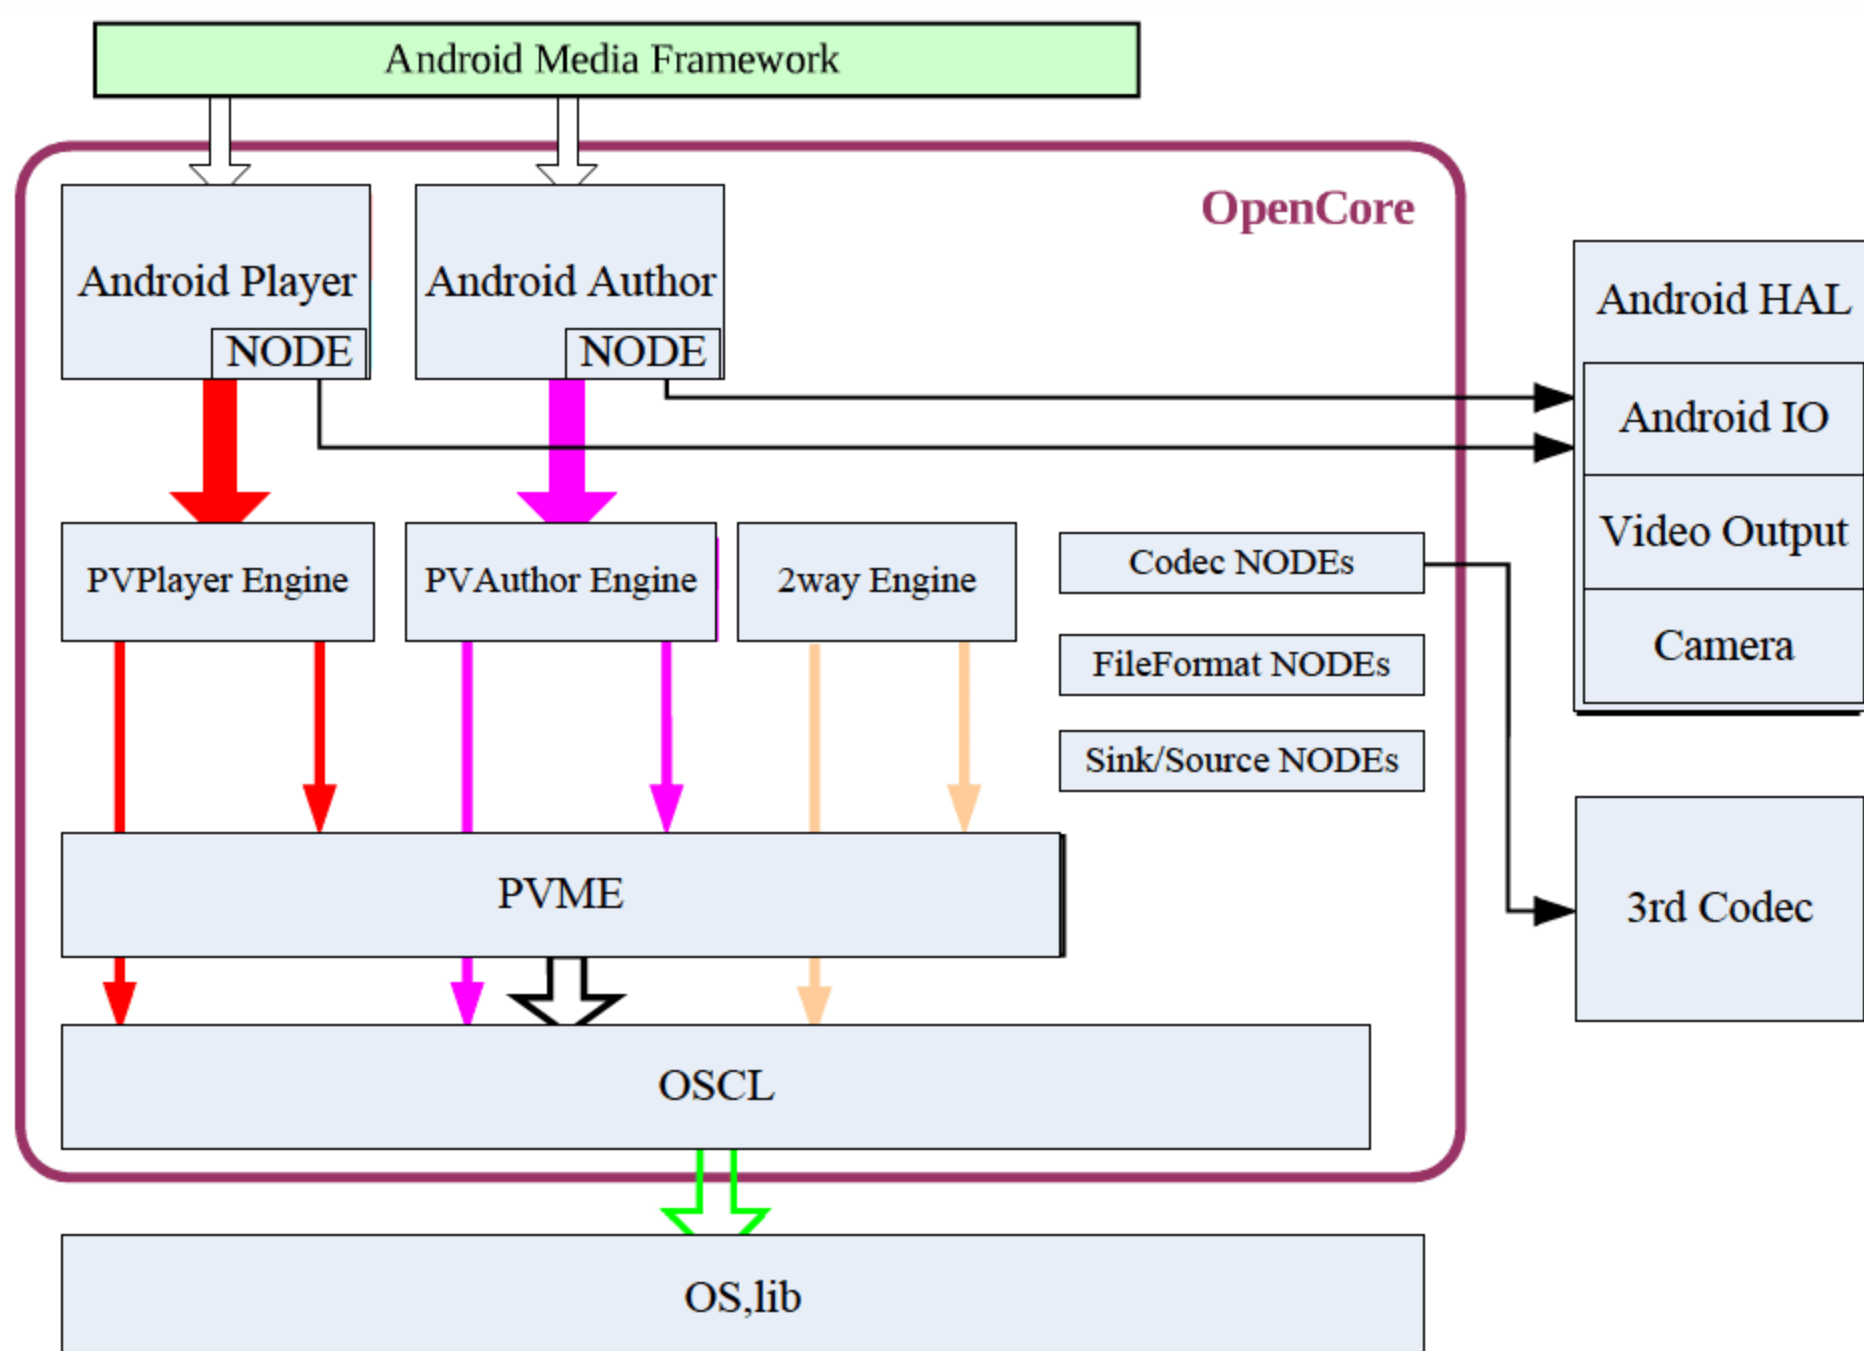 Android Media Framework
OpenCore
Android Player
NODE
Android Author
NODE
Android HAL
Android IO
Video Output
Camera
PVPlayer Engine
PVAuthor Engine
2way Engine
Codec NODEs
FileFormat NODEs
Sink/Source NODEs
PVME
3rd Codec
OSCL
OS,lib